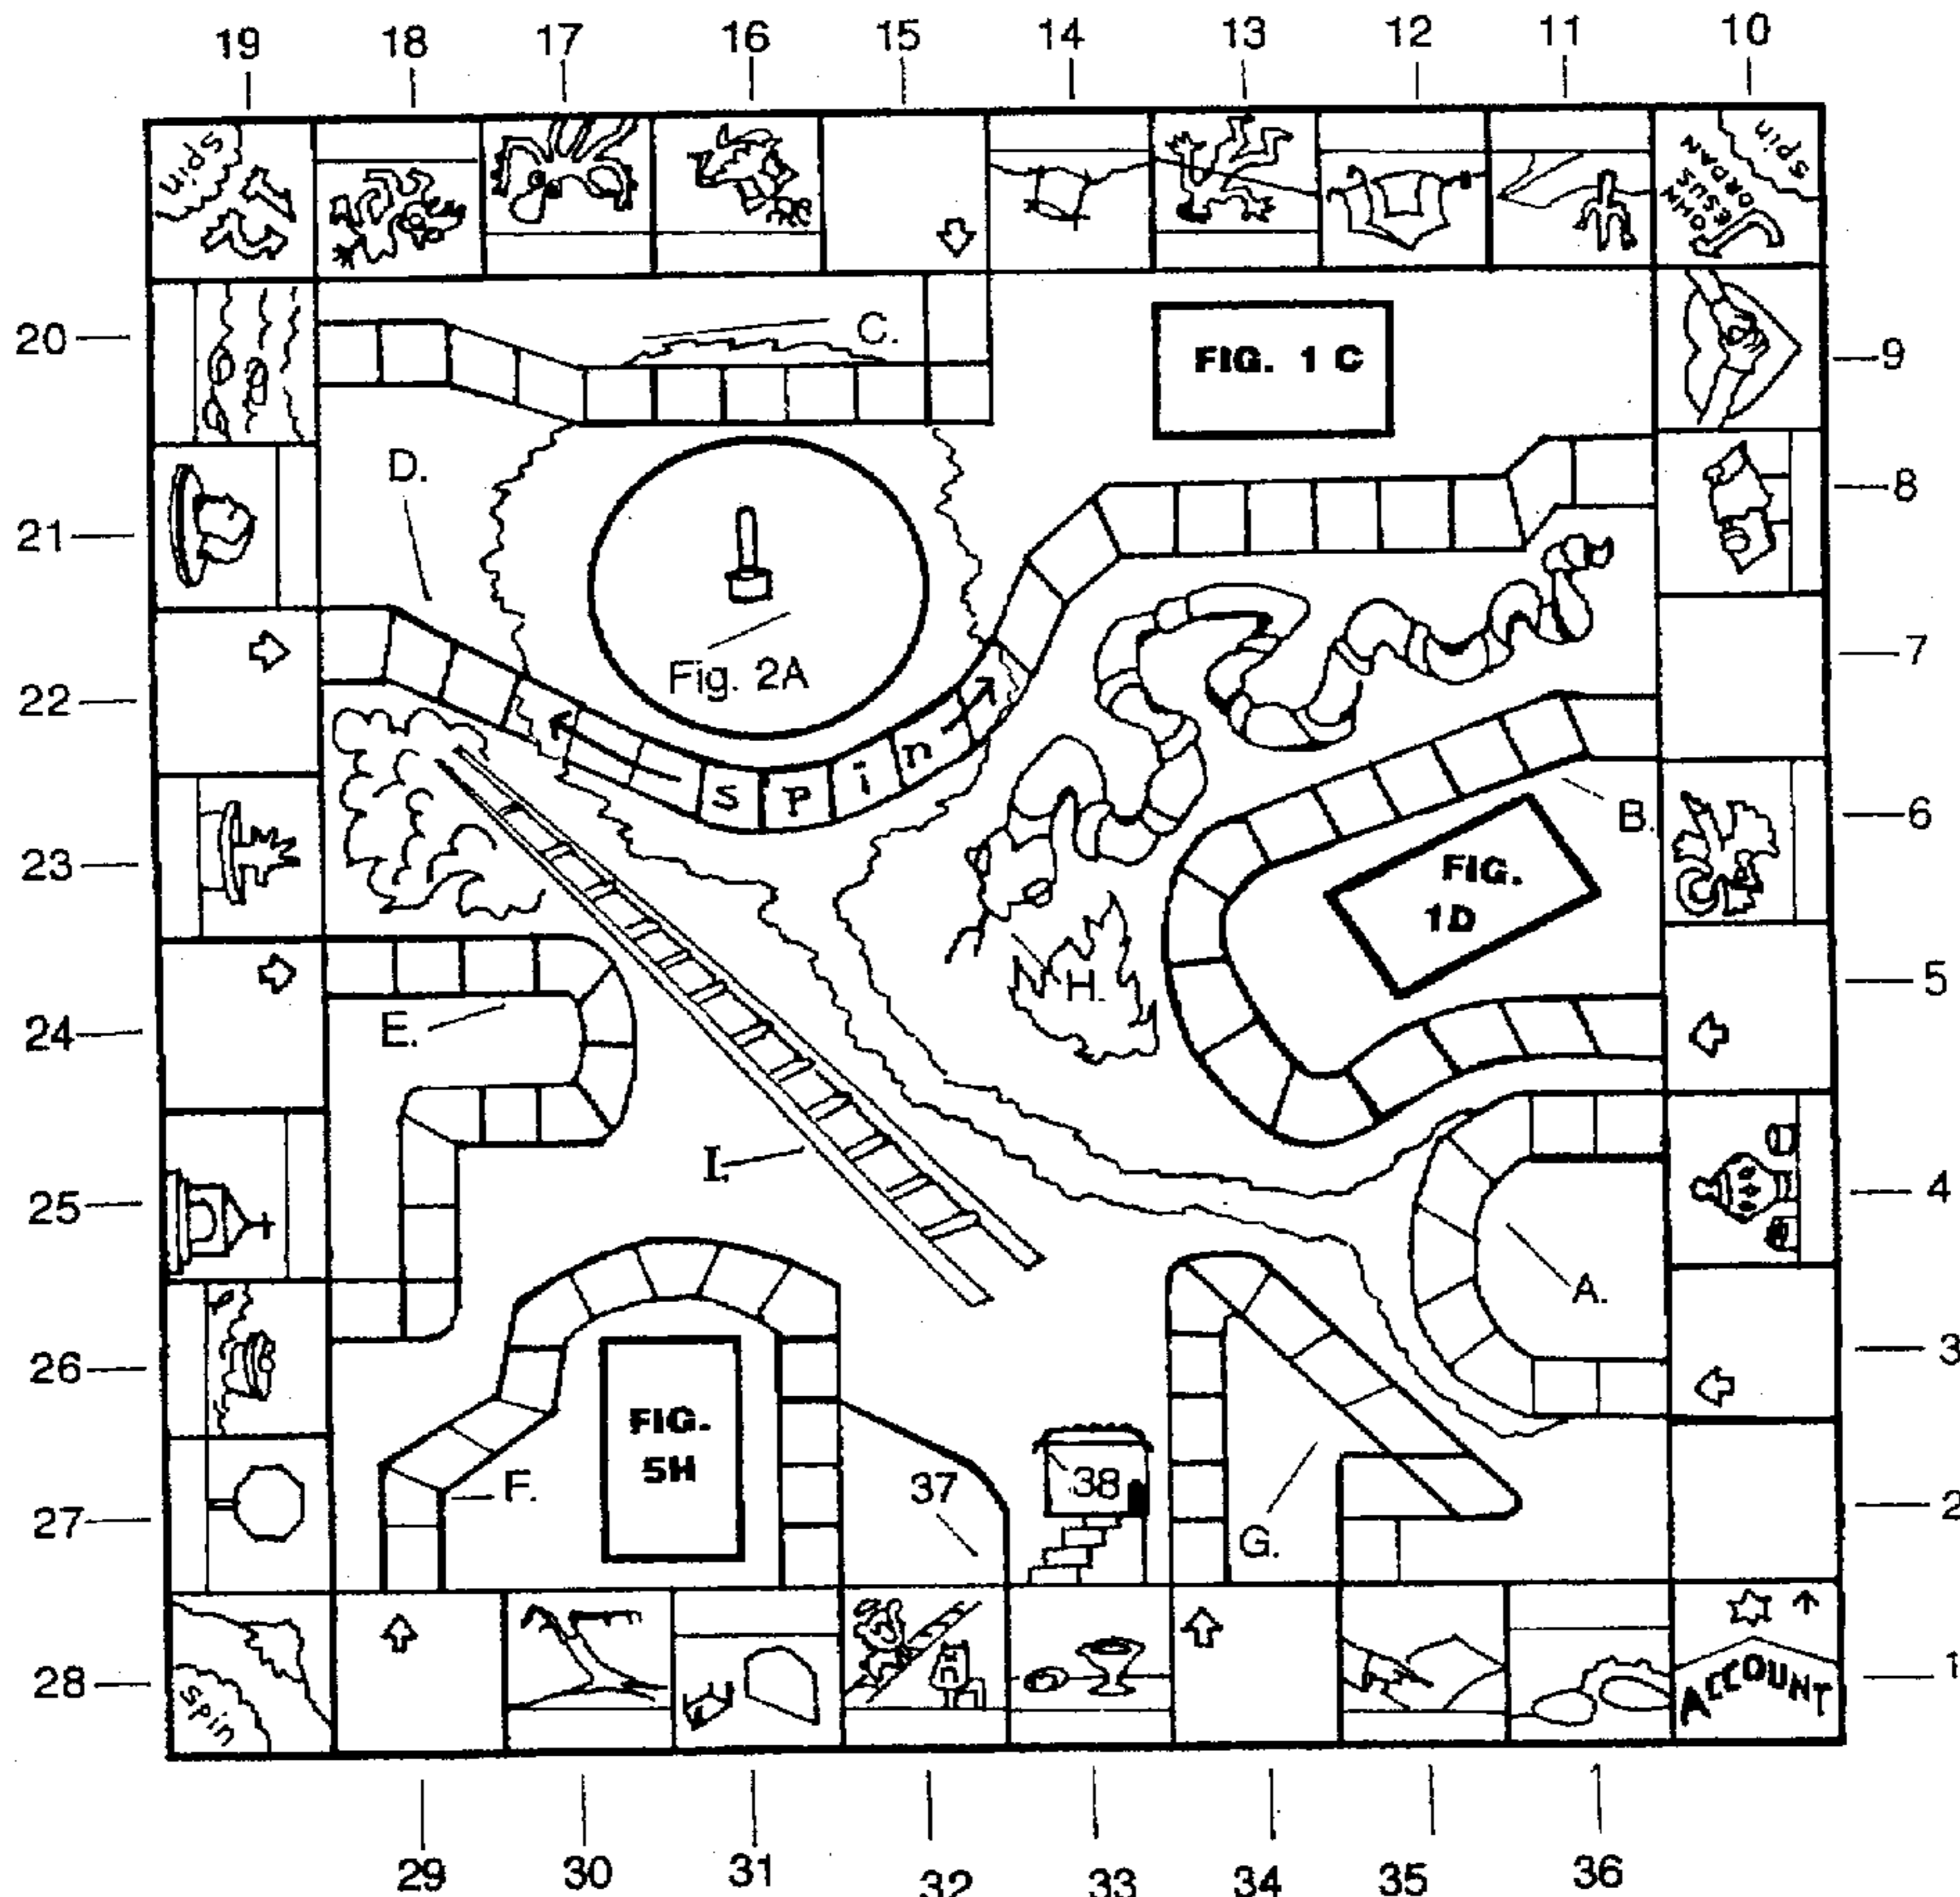 19 18 17 16 15 14 13 12 11 10
spin
spin
JOHN
JESUS
JORDAN
20
C.
FIG. 1 C
9
D.
8
21
Fig. 2A
7
22
spin
B.
6
23
FIG.
1D
H.
5
E.
24
I.
4
25
A.
3
26
FIG.
5H
37
38
F.
G.
2
27
ACCOUNT
1
28
spin
29 30 31 32 33 34 35 36